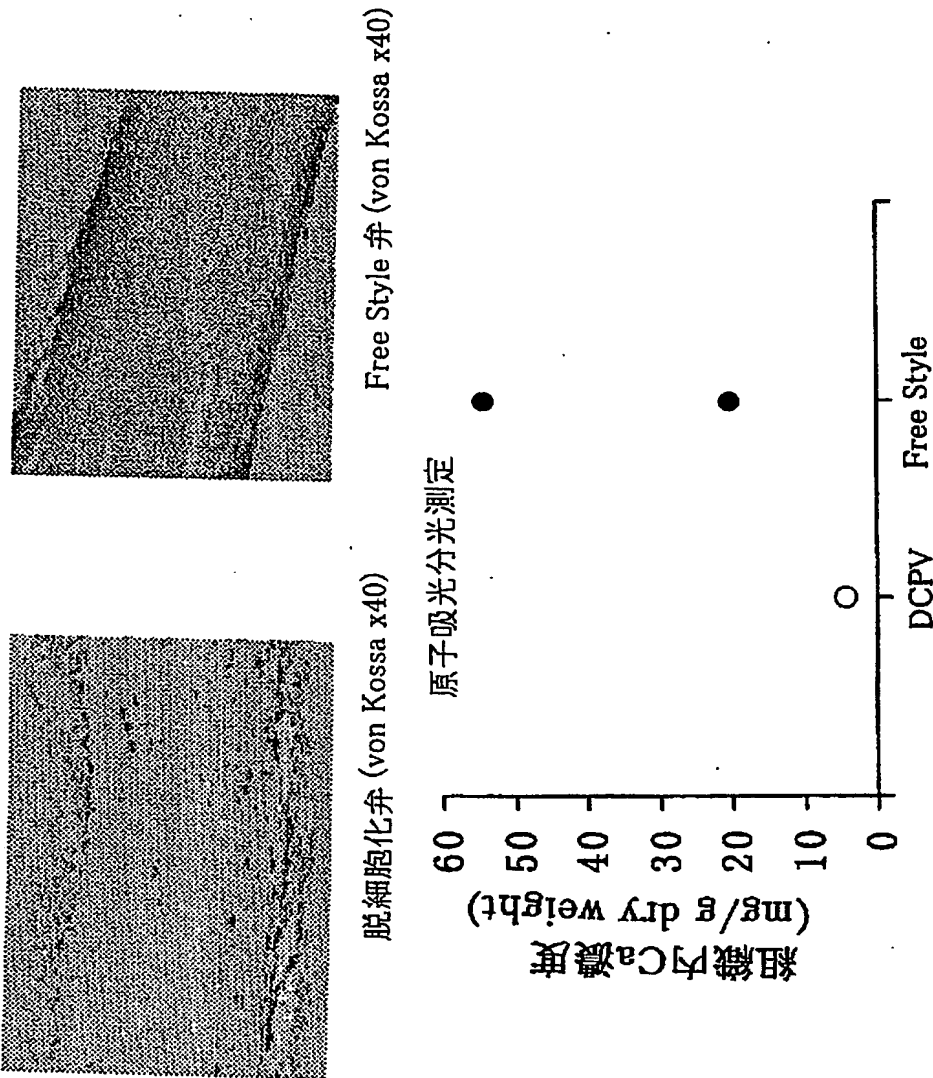 脱細胞化弁 (von Kossa x40)
Free Style 弁 (von Kossa x40)
原子吸光分光測定
組織内Ca濃度
(mg/g dry weight)
60
50
40
30
20
10
0
DCPV
Free Style